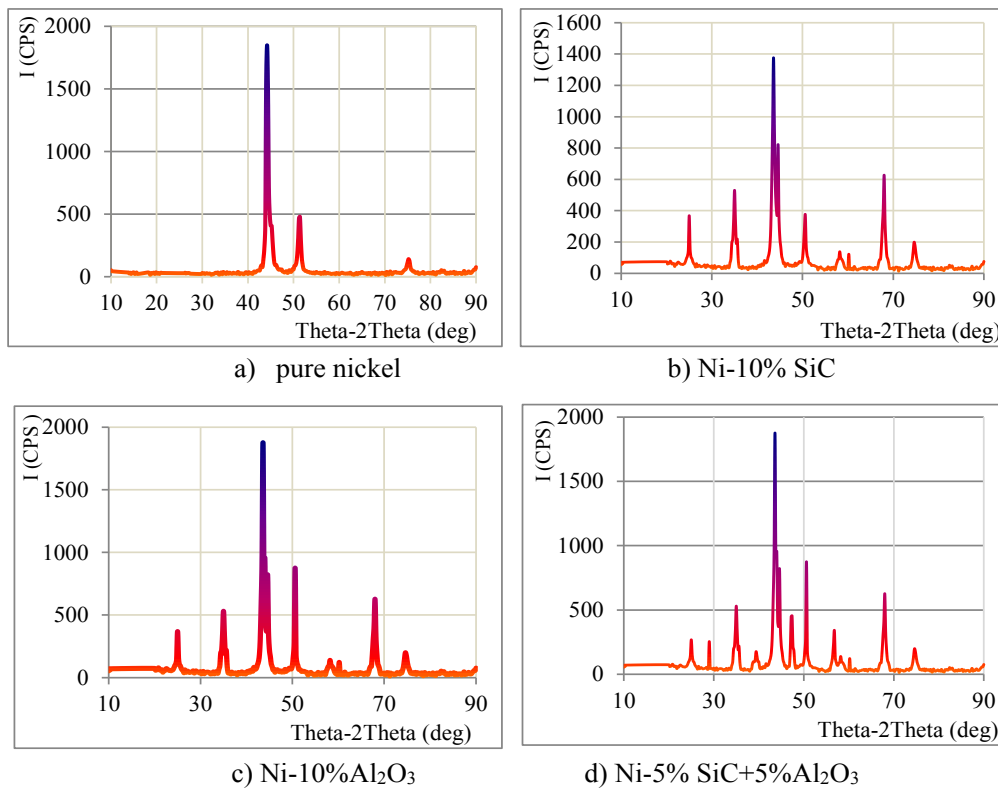 I (CPS)
2000
1500
1000
500
0
10 20 30 40 50 60 70 80 90
Theta-2Theta (deg)
a) pure nickel
I (CPS)
1600
1400
1200
1000
800
600
400
200
0
10 30 50 70 90
Theta-2Theta (deg)
b) Ni-10% SiC
I (CPS )
2000
1500
1000
500
0
10 20 30 40 50 60 70 80 90
Theta-2Theta (deg)
c) Ni-10%Al₂O₃
I (CPS)
2000
1500
1000
500
0
10 30 50 70 90
Theta-2Theta (deg)
d) Ni-5% SiC+5%Al₂O₃